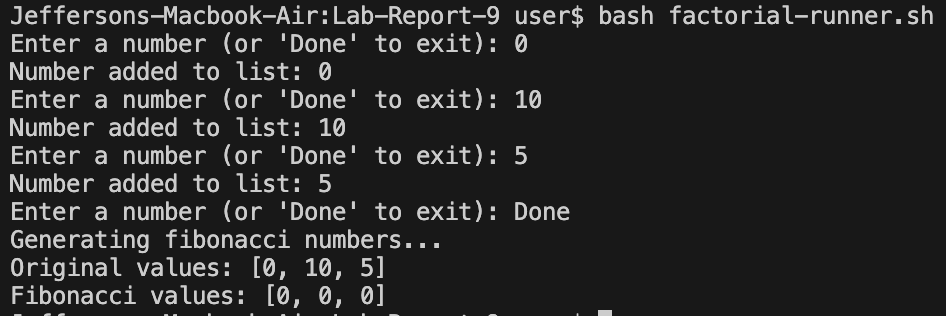 Jeffersons-Macbook-Air:Lab-Report-9 user$ bash factorial-runner.sh
Enter a number (or 'Done' to exit): 0
Number added to list: 0
Enter a number (or 'Done' to exit): 10
Number added to list: 10
Enter a number (or 'Done' to exit): 5
Number added to list: 5
Enter a number (or 'Done' to exit): Done
Generating fibonacci numbers...
Original values: [0, 10, 5]
Fibonacci values: [0, 0, 0]